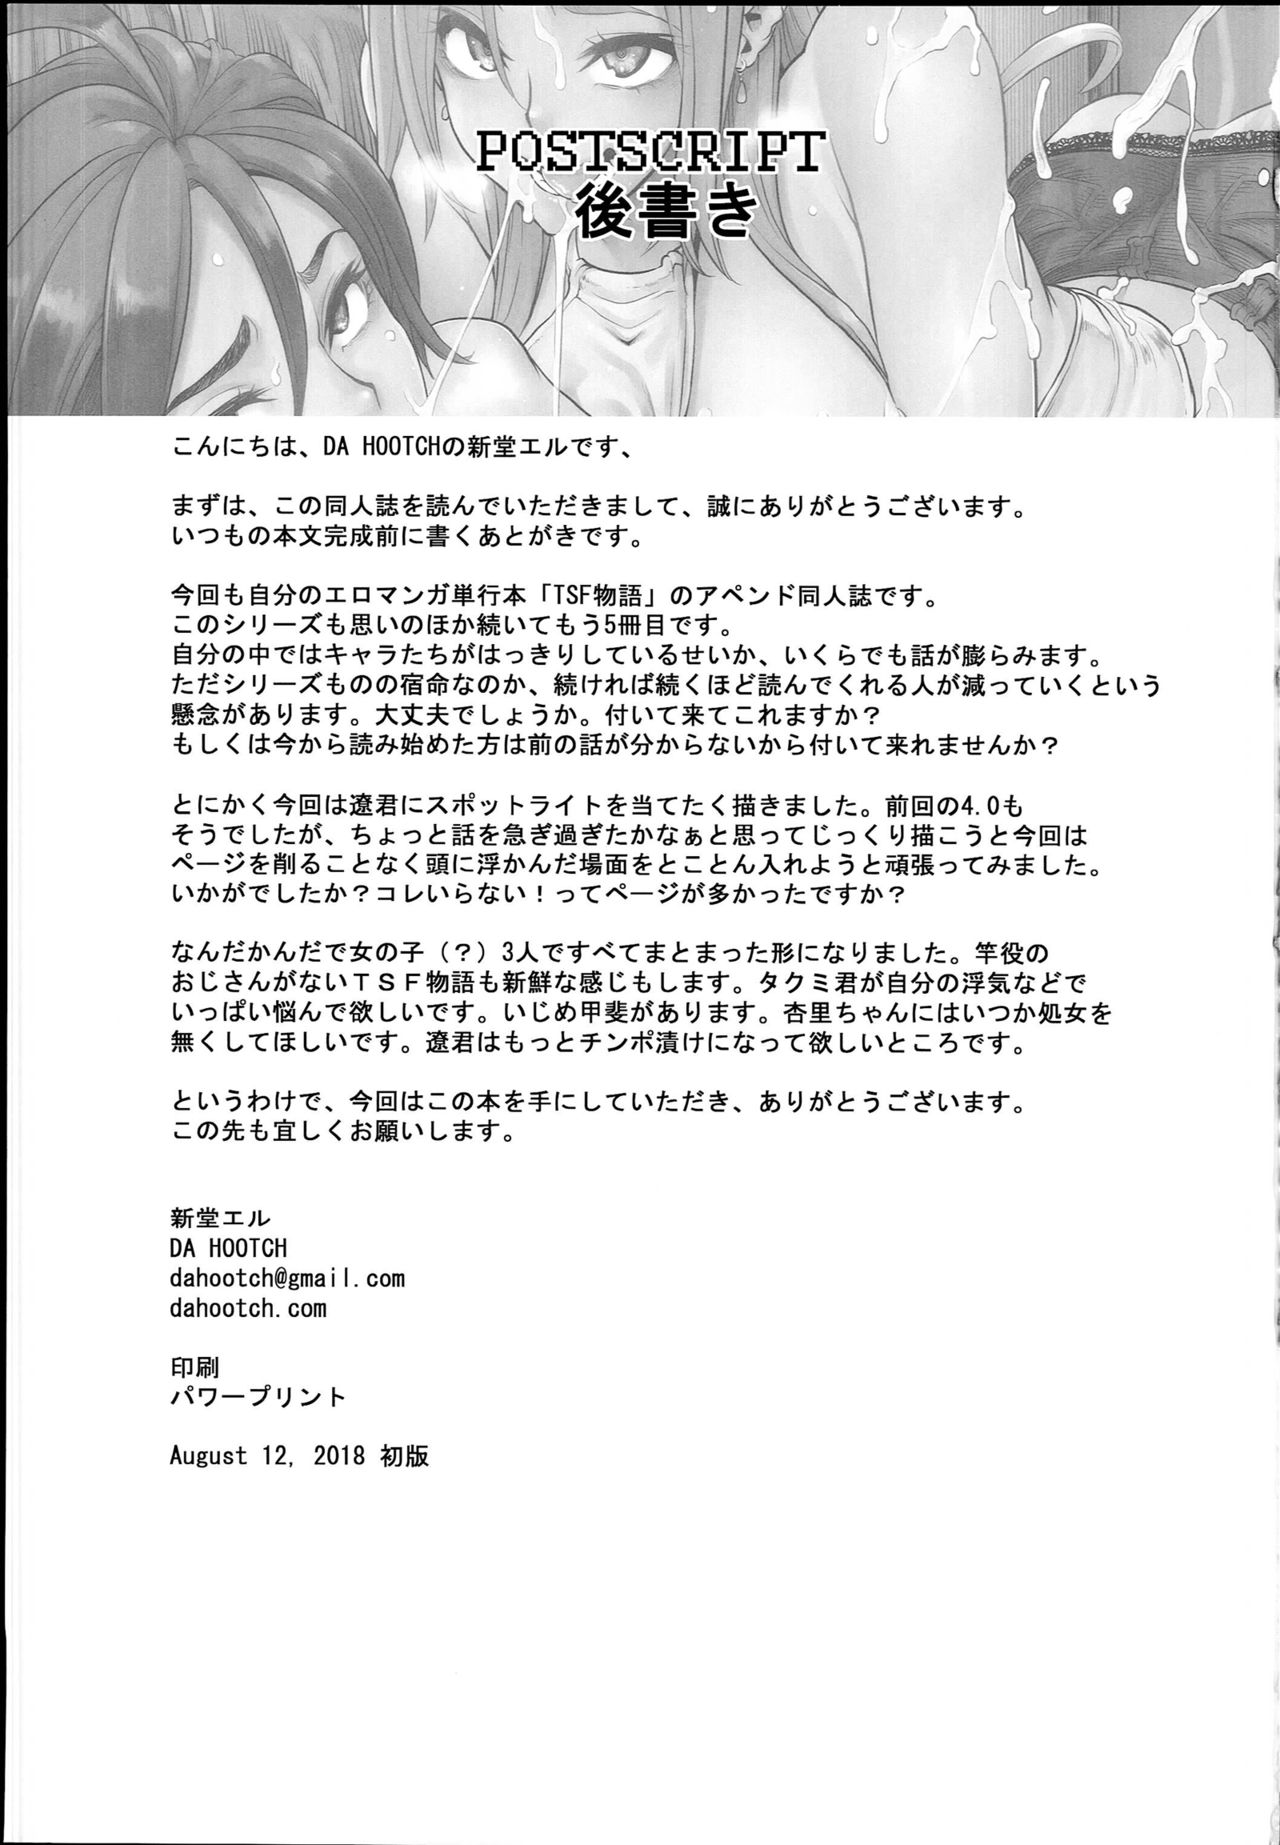 POSTSCRIPT
後書き
こんにちは、DA HOOTCHの新堂エルです、
まずは、この同人誌を読んでいただきまして、誠にありがとうございます。
いつもの本文完成前に書くあとがきです。
今回も自分のエロマンガ単行本「TSF物語」のアペンド同人誌です。
このシリーズも思いのほか続いてもう5冊目です。
自分の中ではキャラたちがはっきりしているせいか、いくらでも話が膨らみます。
ただシリーズものの宿命なのか、続ければ続くほど読んでくれる人が減っていくという
懸念があります。大丈夫でしょうか。付いて来てこれますか？
もしくは今から読み始めた方は前の話が分からないから付いて来れませんか？
とにかく今回は遼君にスポットライトを当てたく描きました。前回の4.0も
そうでしたが、ちょっと話を急ぎ過ぎたかなぁと思ってじっくり描こうと今回は
ページを削ることなく頭に浮かんだ場面をとことん入れようと頑張ってみました。
いかがでしたか？コレいらない！ってページが多かったですか？
なんだかんだで女の子（？）3人ですべてまとまった形になりました。竿役の
おじさんがないＴＳＦ物語も新鮮な感じもします。タクミ君が自分の浮気などで
いっぱい悩んで欲しいです。いじめ甲斐があります。杏里ちゃんにはいつか処女を
無くしてほしいです。遼君はもっとチンポ漬けになって欲しいところです。
というわけで、今回はこの本を手にしていただき、ありがとうございます。
この先も宜しくお願いします。
新堂エル
DA HOOTCH
dahootch@gmail.com
dahootch.com
印刷
パワープリント
August 12, 2018 初版